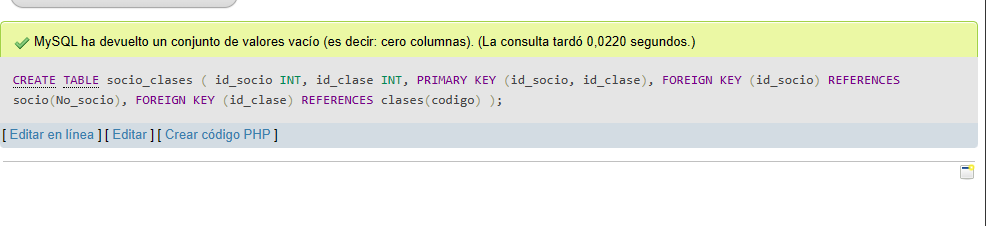 MySQL ha devuelto un conjunto de valores vacío (es decir: cero columnas). (La consulta tardó 0,0220 segundos.)
CREATE TABLE socio_clases ( id_socio INT, id_clase INT, PRIMARY KEY (id_socio, id_clase), FOREIGN KEY (id_socio) REFERENCES
socio(No_socio), FOREIGN KEY (id_clase) REFERENCES clases(codigo) );
[ Editar en línea ] [ Editar ] [ Crear código PHP ]